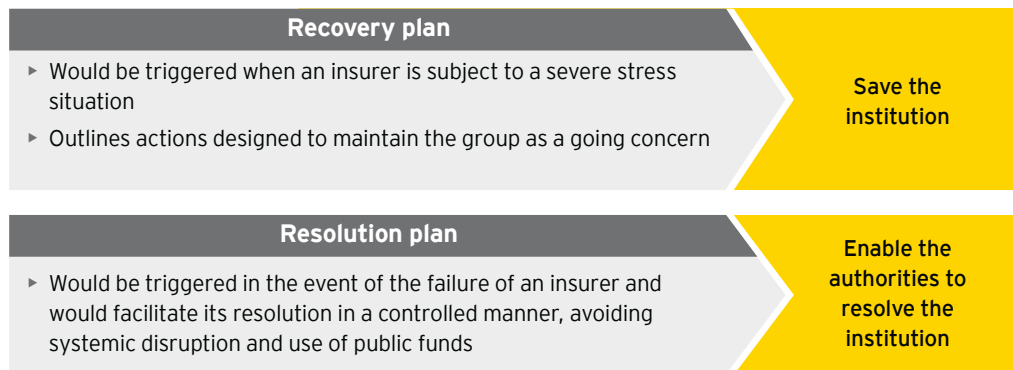 Recovery plan
▸ Would be triggered when an insurer is subject to a severe stress
situation
▸ Outlines actions designed to maintain the group as a going concern
Save the
institution
Resolution plan
▸ Would be triggered in the event of the failure of an insurer and
would facilitate its resolution in a controlled manner, avoiding
systemic disruption and use of public funds
Enable the
authorities to
resolve the
institution